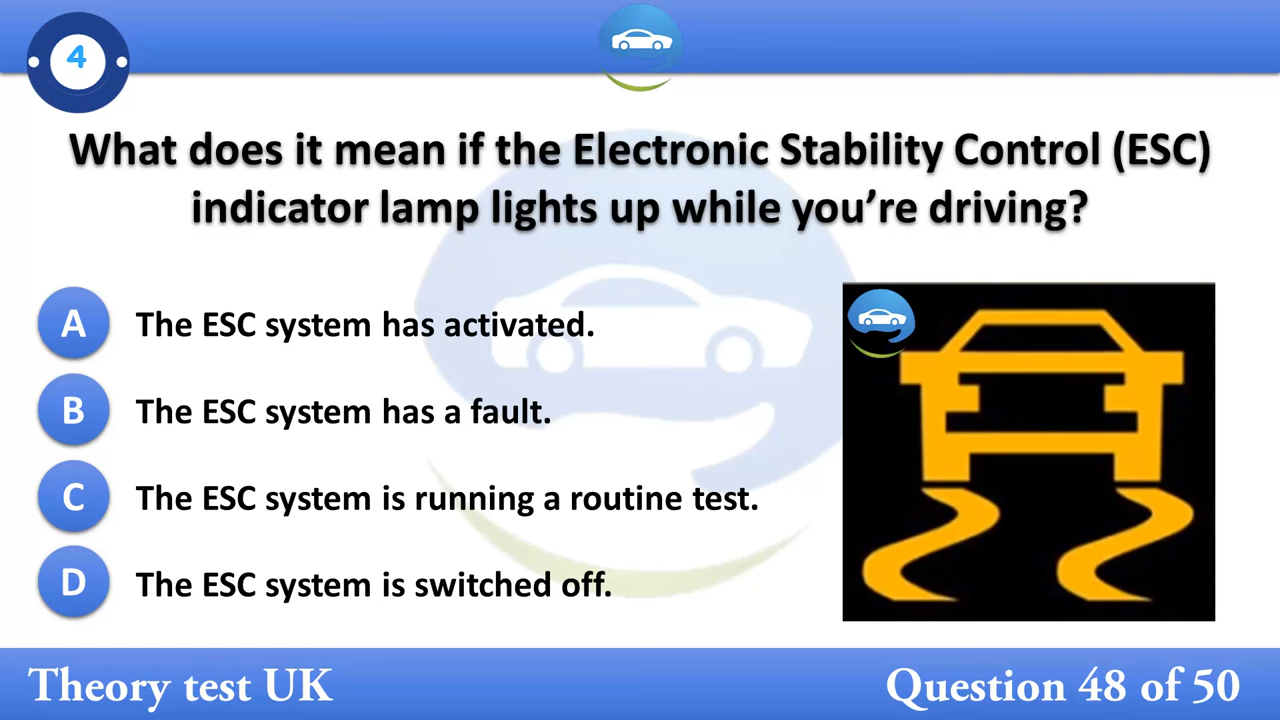 4
What does it mean if the Electronic Stability Control (ESC)
indicator lamp lights up while you’re driving?
A The ESC system has activated.
B The ESC system has a fault.
C The ESC system is running a routine test.
D The ESC system is switched off.
Theory test UK
Question 48 of 50